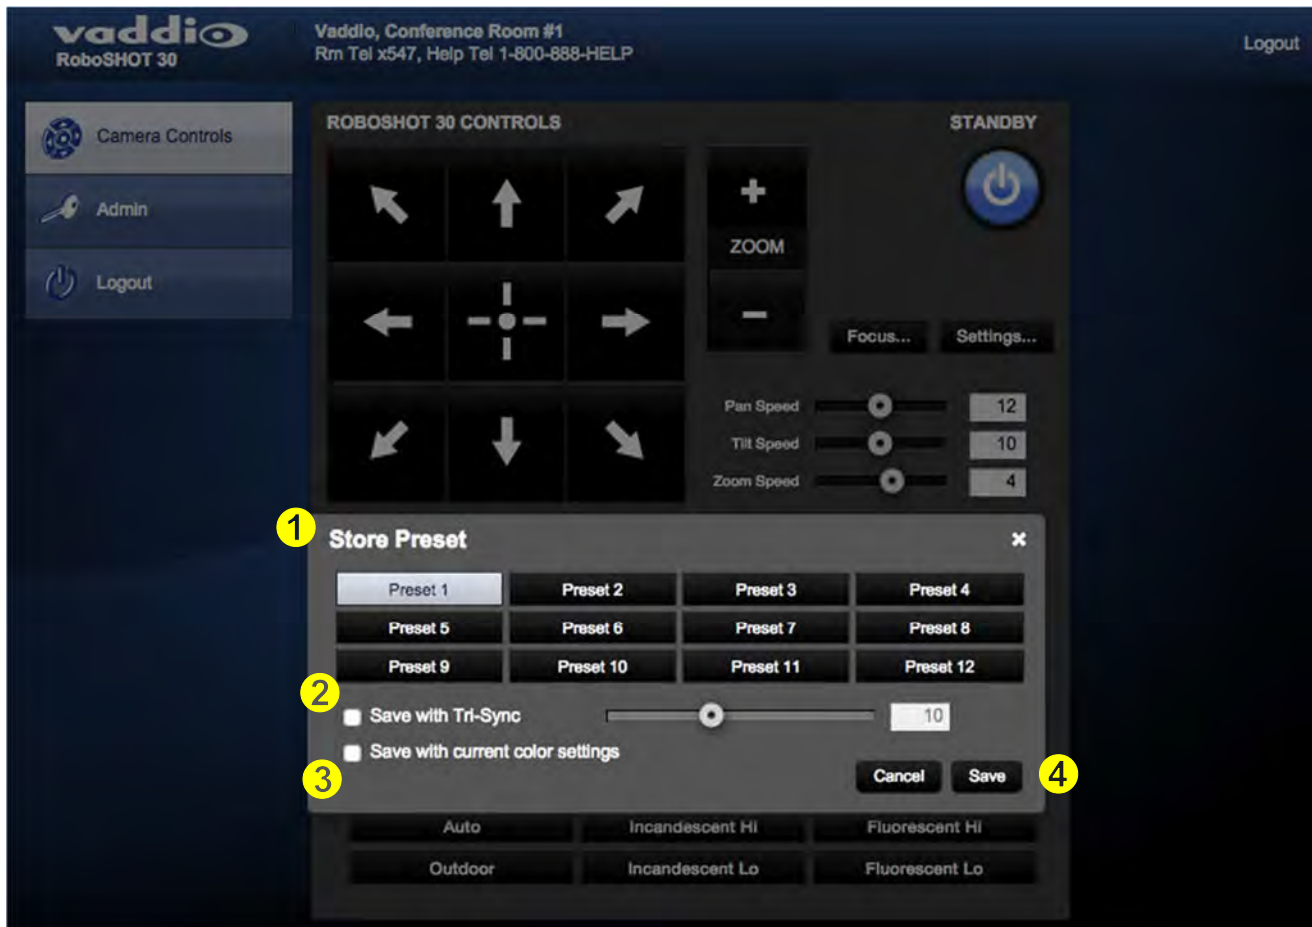 vaddio
RoboSHOT 30
Vaddio, Conference Room #1
Rm Tel x547, Help Tel 1-800-888-HELP
Logout
Camera Controls
Admin
Logout
ROBOSHOT 30 CONTROLS
STANDBY
+
ZOOM
-
Focus...
Settings...
Pan Speed 12
Tilt Speed 10
Zoom Speed 4
1
Store Preset
Preset 1 Preset 2 Preset 3 Preset 4
Preset 5 Preset 6 Preset 7 Preset 8
Preset 9 Preset 10 Preset 11 Preset 12
2
Save with Tri-Sync 10
Save with current color settings
3
Cancel Save
4
Auto Incandescent Hi Fluorescent Hi
Outdoor Incandescent Lo Fluorescent Lo